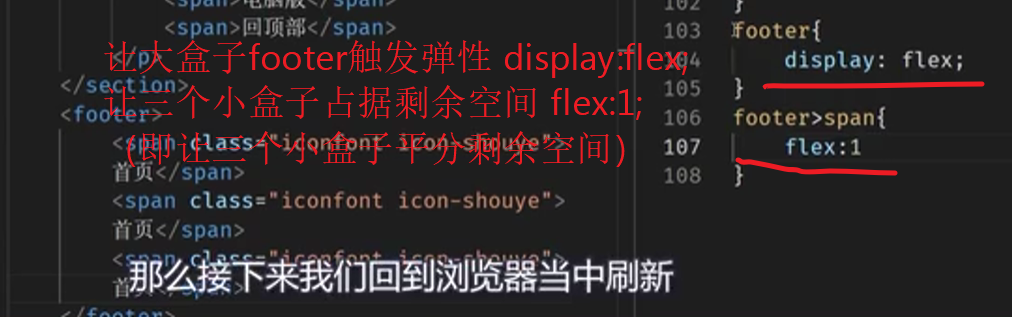 <span>电脑版</span>
<span>回顶部</span>
</p>
</section>
<footer>
<span class="iconfont icon-shouye">
首页</span>
<span class="iconfont icon-shouye">
首页</span>
<span class="iconfont icon-shouye">
首页</span>
</footer>
让大盒子footer触发弹性 display:flex;
让三个小盒子占据剩余空间 flex:1;
（即让三个小盒子平分剩余空间）
102 }
103 footer{
104 display: flex;
105 }
106 footer>span{
107 flex:1
108 }
那么接下来我们回到浏览器当中刷新